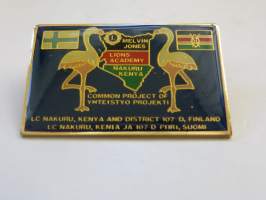 MELVIN
JONES
LIONS
ACADEMY
NAKURU
KENYA
COMMON PROJECT OF
YHTEISTYO PROJEKTI
LC NAKURU, KENYA AND DISTRICT 107 D, FINLAND
LC NAKURU, KENIA JA 107 D PIIRI, SUOMI